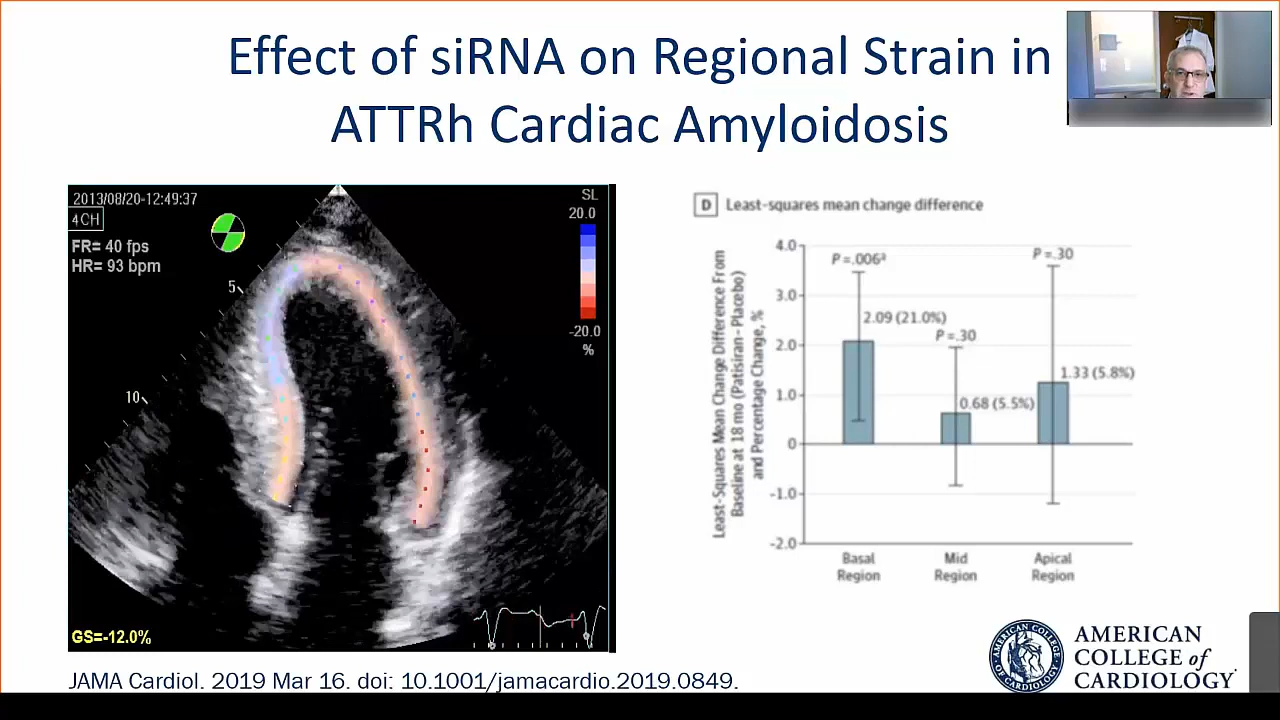 Effect of siRNA on Regional Strain in
ATTRh Cardiac Amyloidosis
2013/08/20-12:49:37
4CH
FR= 40 fps
HR= 93 bpm
5
10
SL
20.0
-20.0
%
GS=-12.0%
D Least-squares mean change difference
Least-Squares Mean Change Difference From
Baseline at 18 mo (Patisiran–Placebo)
and Percentage Change, %
4.0
3.0
2.0
1.0
0
-1.0
-2.0
P=.006a
2.09 (21.0%)
P=.30
0.68 (5.5%)
P=.30
1.33 (5.8%)
Basal
Region
Mid
Region
Apical
Region
JAMA Cardiol. 2019 Mar 16. doi: 10.1001/jamacardio.2019.0849.
AMERICAN COLLEGE OF CARDIOLOGY
AMERICAN
COLLEGE of
CARDIOLOGY